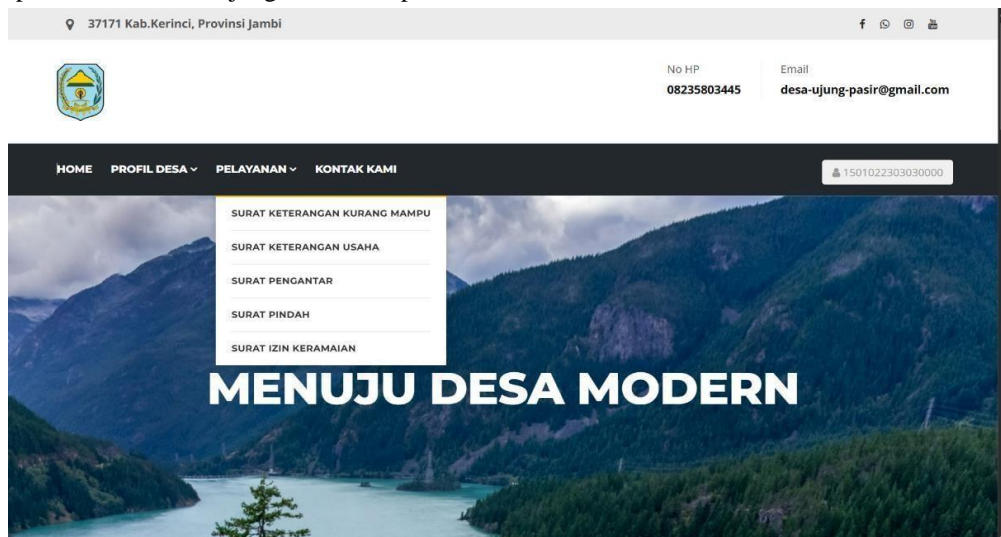 37171 Kab.Kerinci, Provinsi Jambi
No HP
08235803445
Email
desa-ujung-pasir@gmail.com
HOME PROFIL DESA PELAYANAN KONTAK KAMI
1501022303030000
SURAT KETERANGAN KURANG MAMPU
SURAT KETERANGAN USAHA
SURAT PENGANTAR
SURAT PINDAH
SURAT IZIN KERAMAIAN
MENUJU DESA MODERN